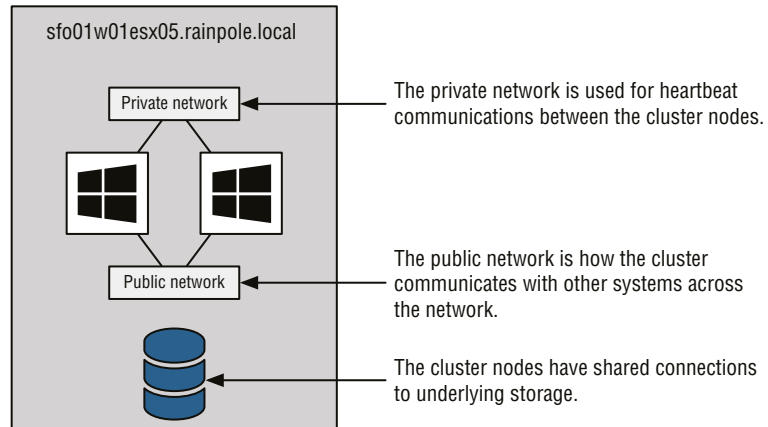 sfo01w01esx05.rainpole.local
Private network
The private network is used for heartbeat
communications between the cluster nodes.
Public network
The public network is how the cluster
communicates with other systems across
the network.
The cluster nodes have shared connections
to underlying storage.